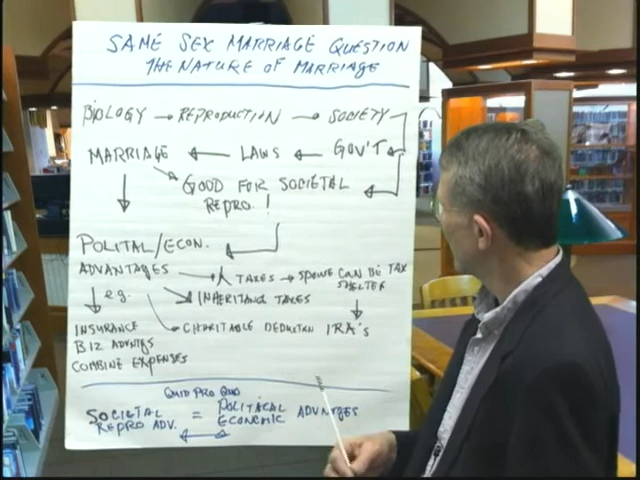 SAME SEX MARRIAGE QUESTION
THE NATURE OF MARRIAGE
BIOLOGY → REPRODUCTION → SOCIETY
MARRIAGE ← LAWS ← GOV'T
GOOD FOR SOCIETAL
REPRO!
POLITAL/ECON.
ADVANTAGES → TAXES → SPOUSE CAN BE TAX
SHELTER
e.g. INHERITANCE TAXES
INSURANCE CHARITABLE DEDUCTION IRA's
BIZ ADVNTGS
COMBINE EXPENSES
QUID PRO QUO
SOCIETAL = POLITICAL
REPRO ADV. ECONOMIC ADVNTGES